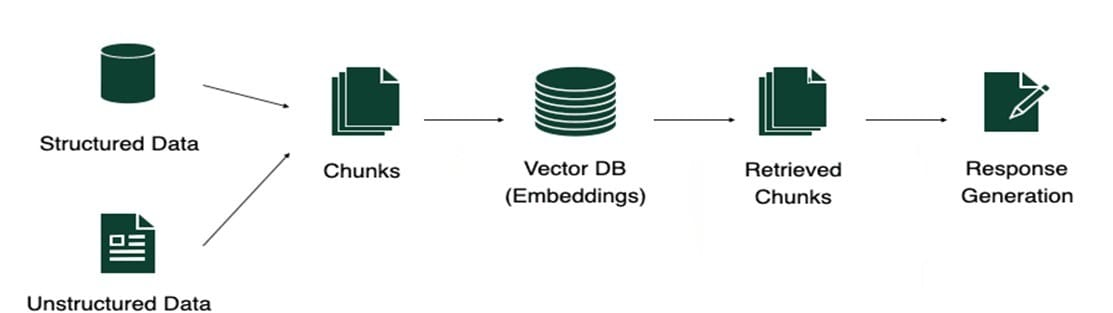 Structured Data
Unstructured Data
Chunks
Vector DB
(Embeddings)
Retrieved
Chunks
Response
Generation